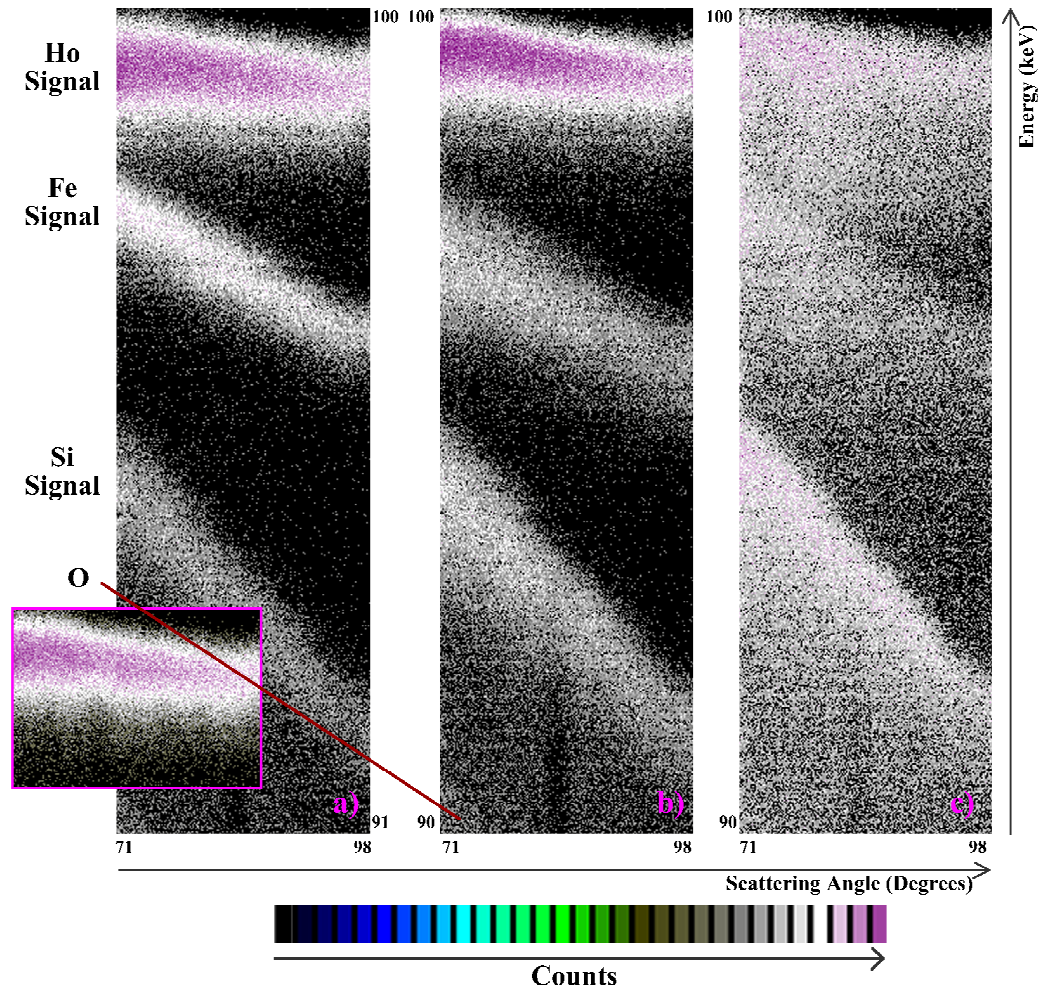 100 100
100
Ho
Signal
Fe
Signal
Si
Signal
O
Energy (keV)
a)
b)
c)
91
90
90
71
98
71
98
71
98
Scattering Angle (Degrees)
Counts